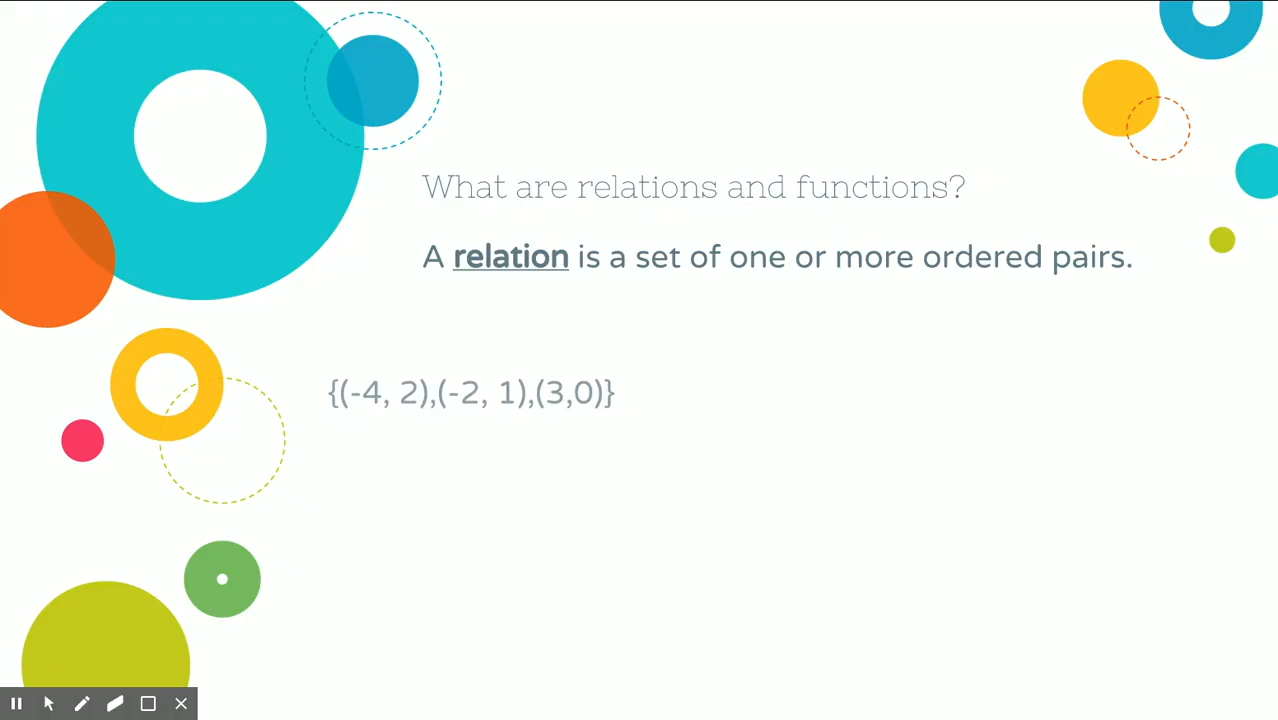 What are relations and functions?
A relation is a set of one or more ordered pairs.
{(-4, 2),(-2, 1),(3,0)}